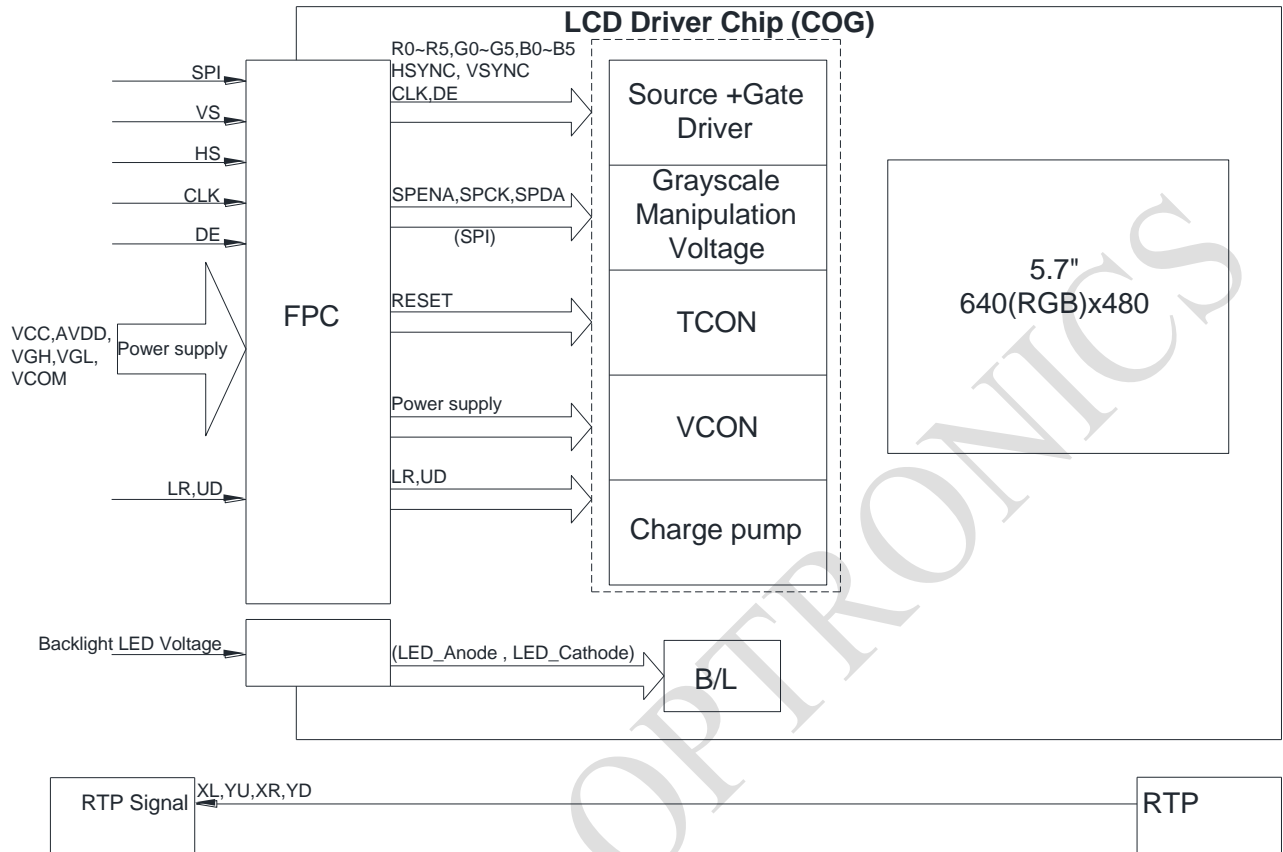 LCD Driver Chip (COG)
R0~R5,G0~G5,B0~B5
HSYNC, VSYNC
CLK,DE
SPI
VS
HS
CLK
DE
VCC,AVDD,
VGH,VGL,
VCOM
Power supply
LR,UD
FPC
SPENA,SPCK,SPDA
(SPI)
RESET
Power supply
LR,UD
Source +Gate
Driver
Grayscale
Manipulation
Voltage
TCON
VCON
Charge pump
5.7"
640(RGB)x480
Backlight LED Voltage
(LED_Anode , LED_Cathode)
B/L
RTP Signal
XL,YU,XR,YD
RTP
OPTRONICS